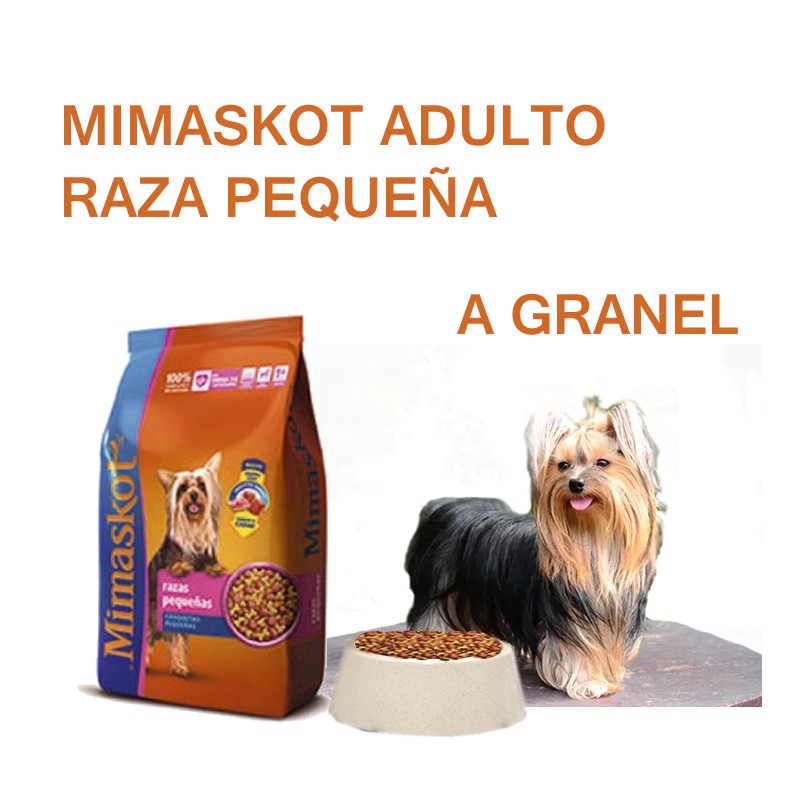 MIMASKOT ADULTO
RAZA PEQUEÑA
A GRANEL
100%
Mimaskot
Mimaskot
razas
pequeñas